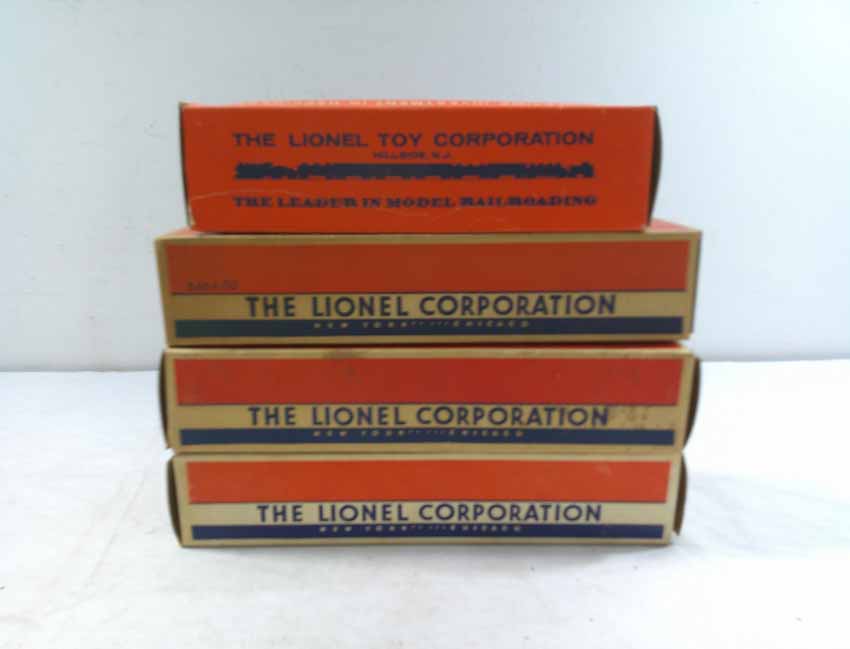 THE LIONEL TOY CORPORATION
HILLSIDE, N.J.
THE LEADER IN MODEL RAILROADING
THE LIONEL CORPORATION
NEW YORK CHICAGO
THE LIONEL CORPORATION
NEW YORK CHICAGO
THE LIONEL CORPORATION
NEW YORK CHICAGO